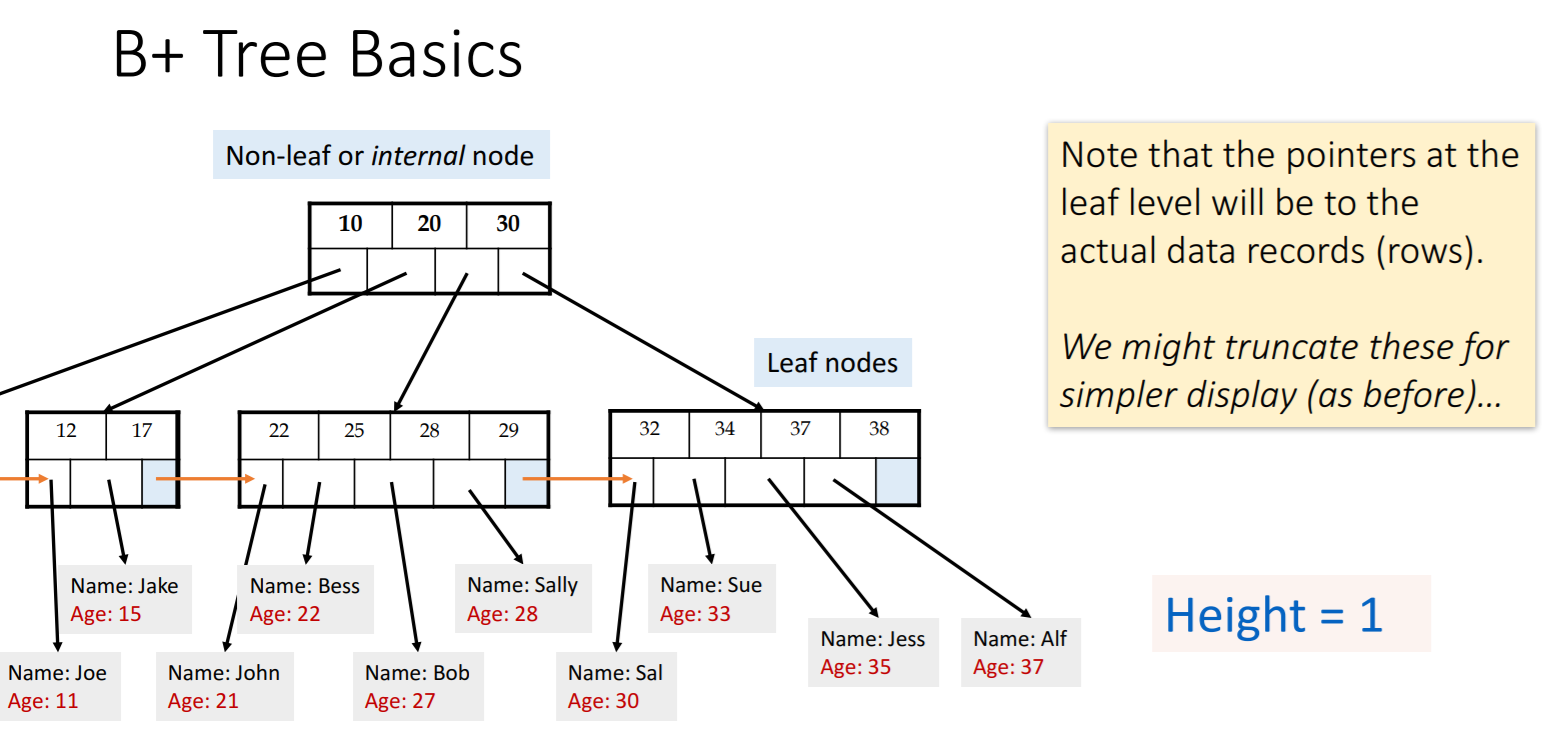 B+ Tree Basics
Non-leaf or internal node
10 20 30
Note that the pointers at the
leaf level will be to the
actual data records (rows).
We might truncate these for
simpler display (as before)...
Leaf nodes
12 17
22 25 28 29
32 34 37 38
Name: Jake
Age: 15
Name: Bess
Age: 22
Name: Sally
Age: 28
Name: Sue
Age: 33
Name: Joe
Age: 11
Name: John
Age: 21
Name: Bob
Age: 27
Name: Sal
Age: 30
Name: Jess
Age: 35
Name: Alf
Age: 37
Height = 1